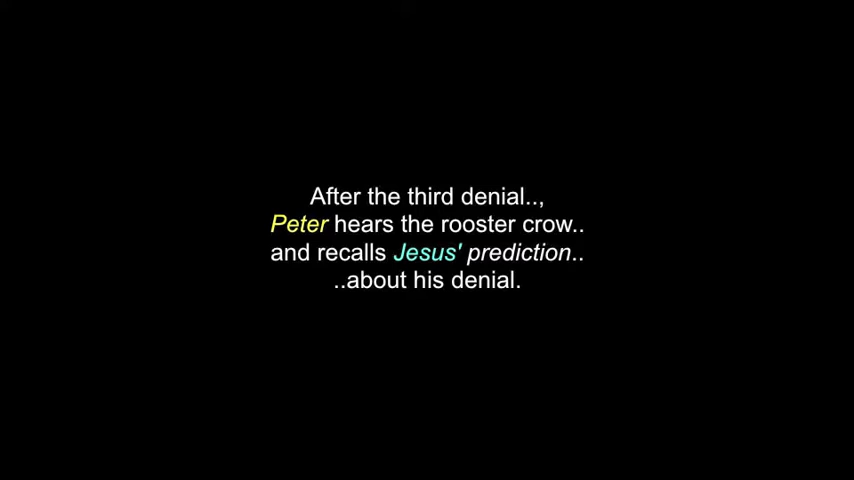 After the third denial..,
Peter hears the rooster crow..
and recalls Jesus' prediction..
..about his denial.